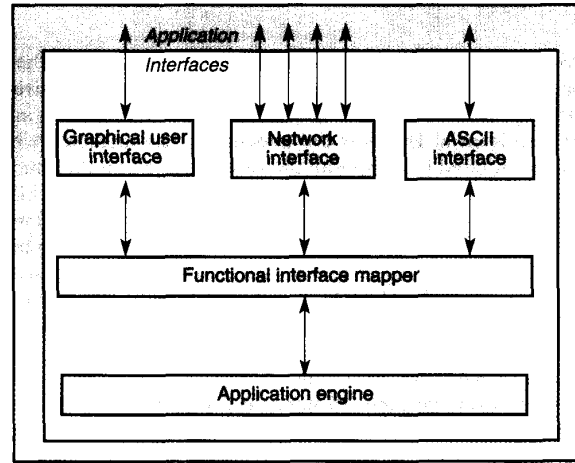 Application
Interfaces
Graphical user
interface
Network
interface
ASCII
interface
Functional interface mapper
Application engine